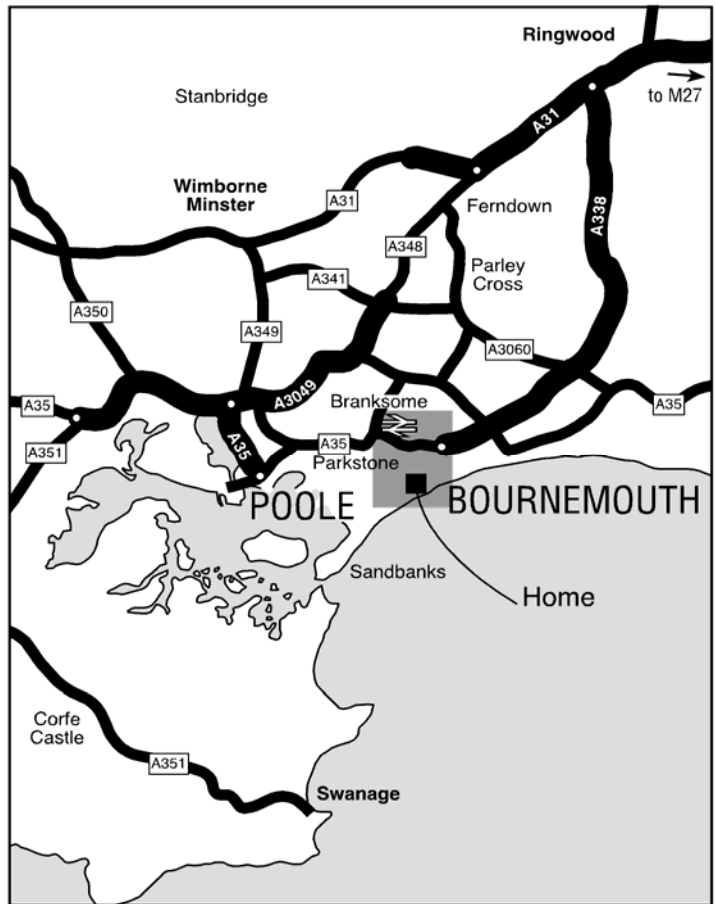 Ringwood
to M27
Stanbridge
A31
Wimborne
Minster
A31
Ferndown
A338
A348
Parley
Cross
A341
A350
A349
A3060
A3049
Branksome
A35
A35
A351
A35
A35
Parkstone
POOLE
BOURNEMOUTH
Sandbanks
Home
Corfe
Castle
A351
Swanage